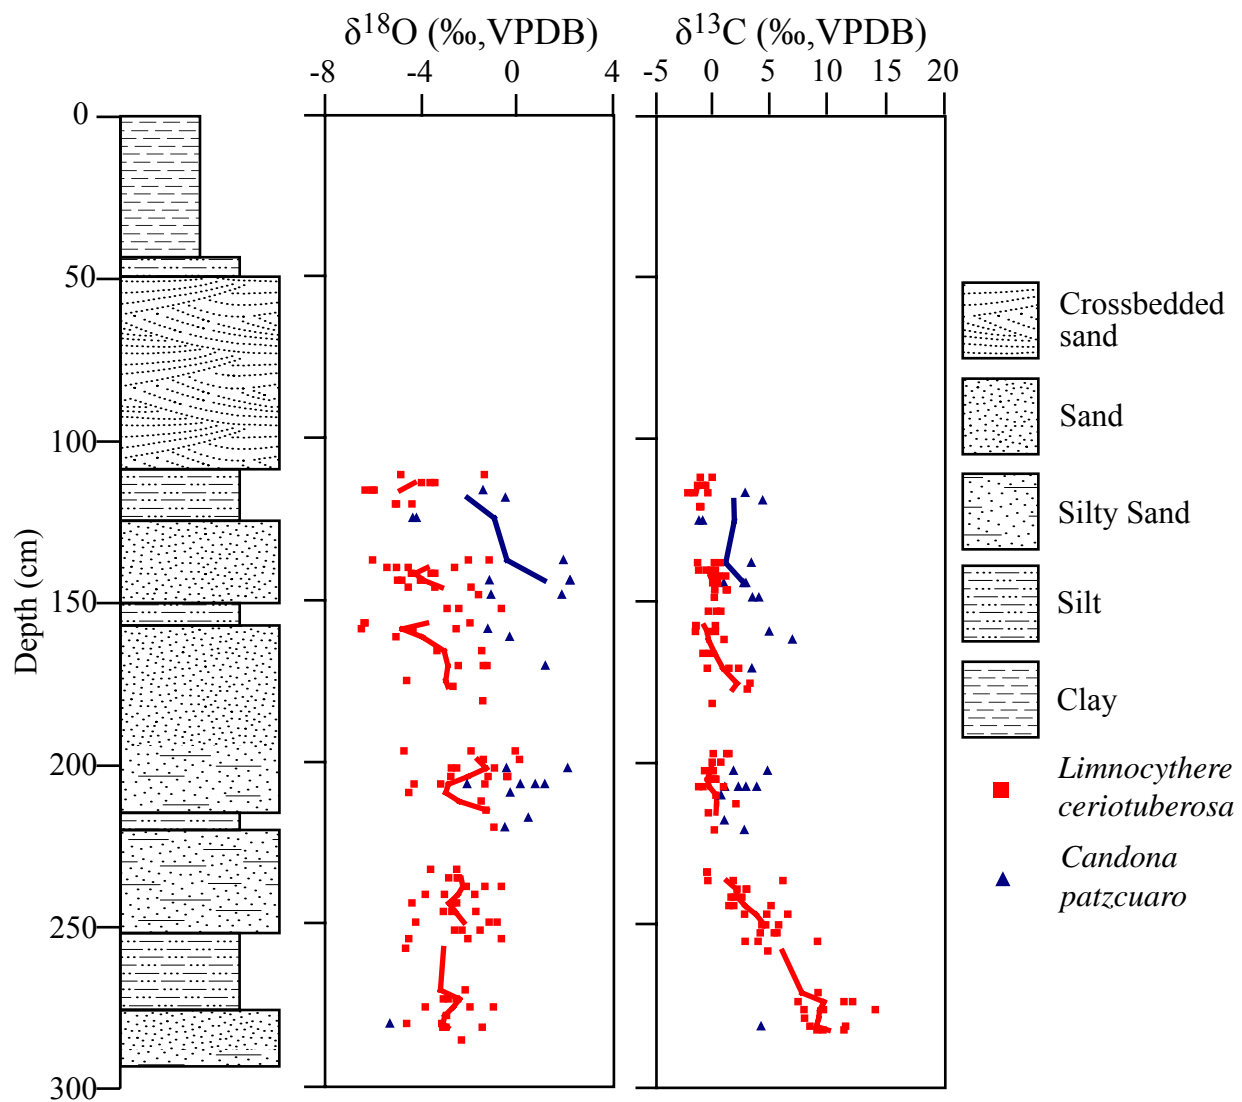 δ18O (‰,VPDB)
δ13C (‰,VPDB)
-8 -4 0 4
-5 0 5 10 15 20
0
50
100
150
200
250
300
Depth (cm)
Crossbedded
sand
Sand
Silty Sand
Silt
Clay
Limnocythere
ceriotuberosa
Candona
patzcuaro